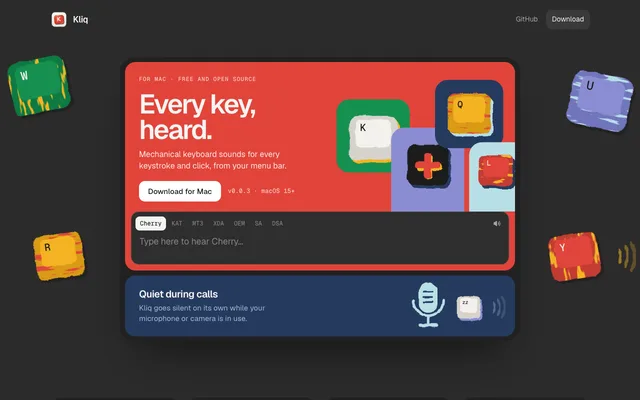 K
Kliq
GitHub
Download
W
U
FOR MAC · FREE AND OPEN SOURCE
Every key,
heard.
Mechanical keyboard sounds for every
keystroke and click, from your menu bar.
Download for Mac
v0.0.3 · macOS 15+
K
Q
L
Cherry
KAT
MT3
XDA
OEM
SA
DSA
Type here to hear Cherry...
R
Y
Quiet during calls
Kliq goes silent on its own while your
microphone or camera is in use.
zz